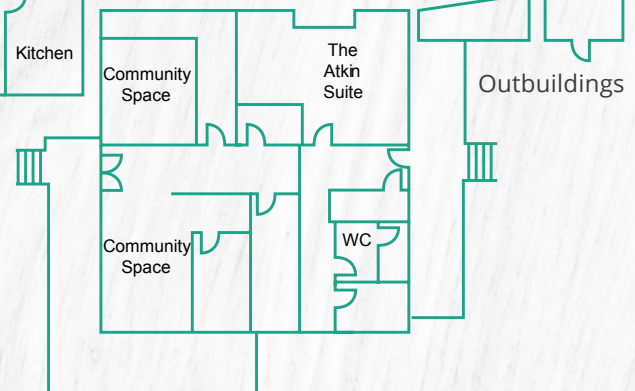 Kitchen
Community
Space
The
Atkin
Suite
Outbuildings
Community
Space
WC